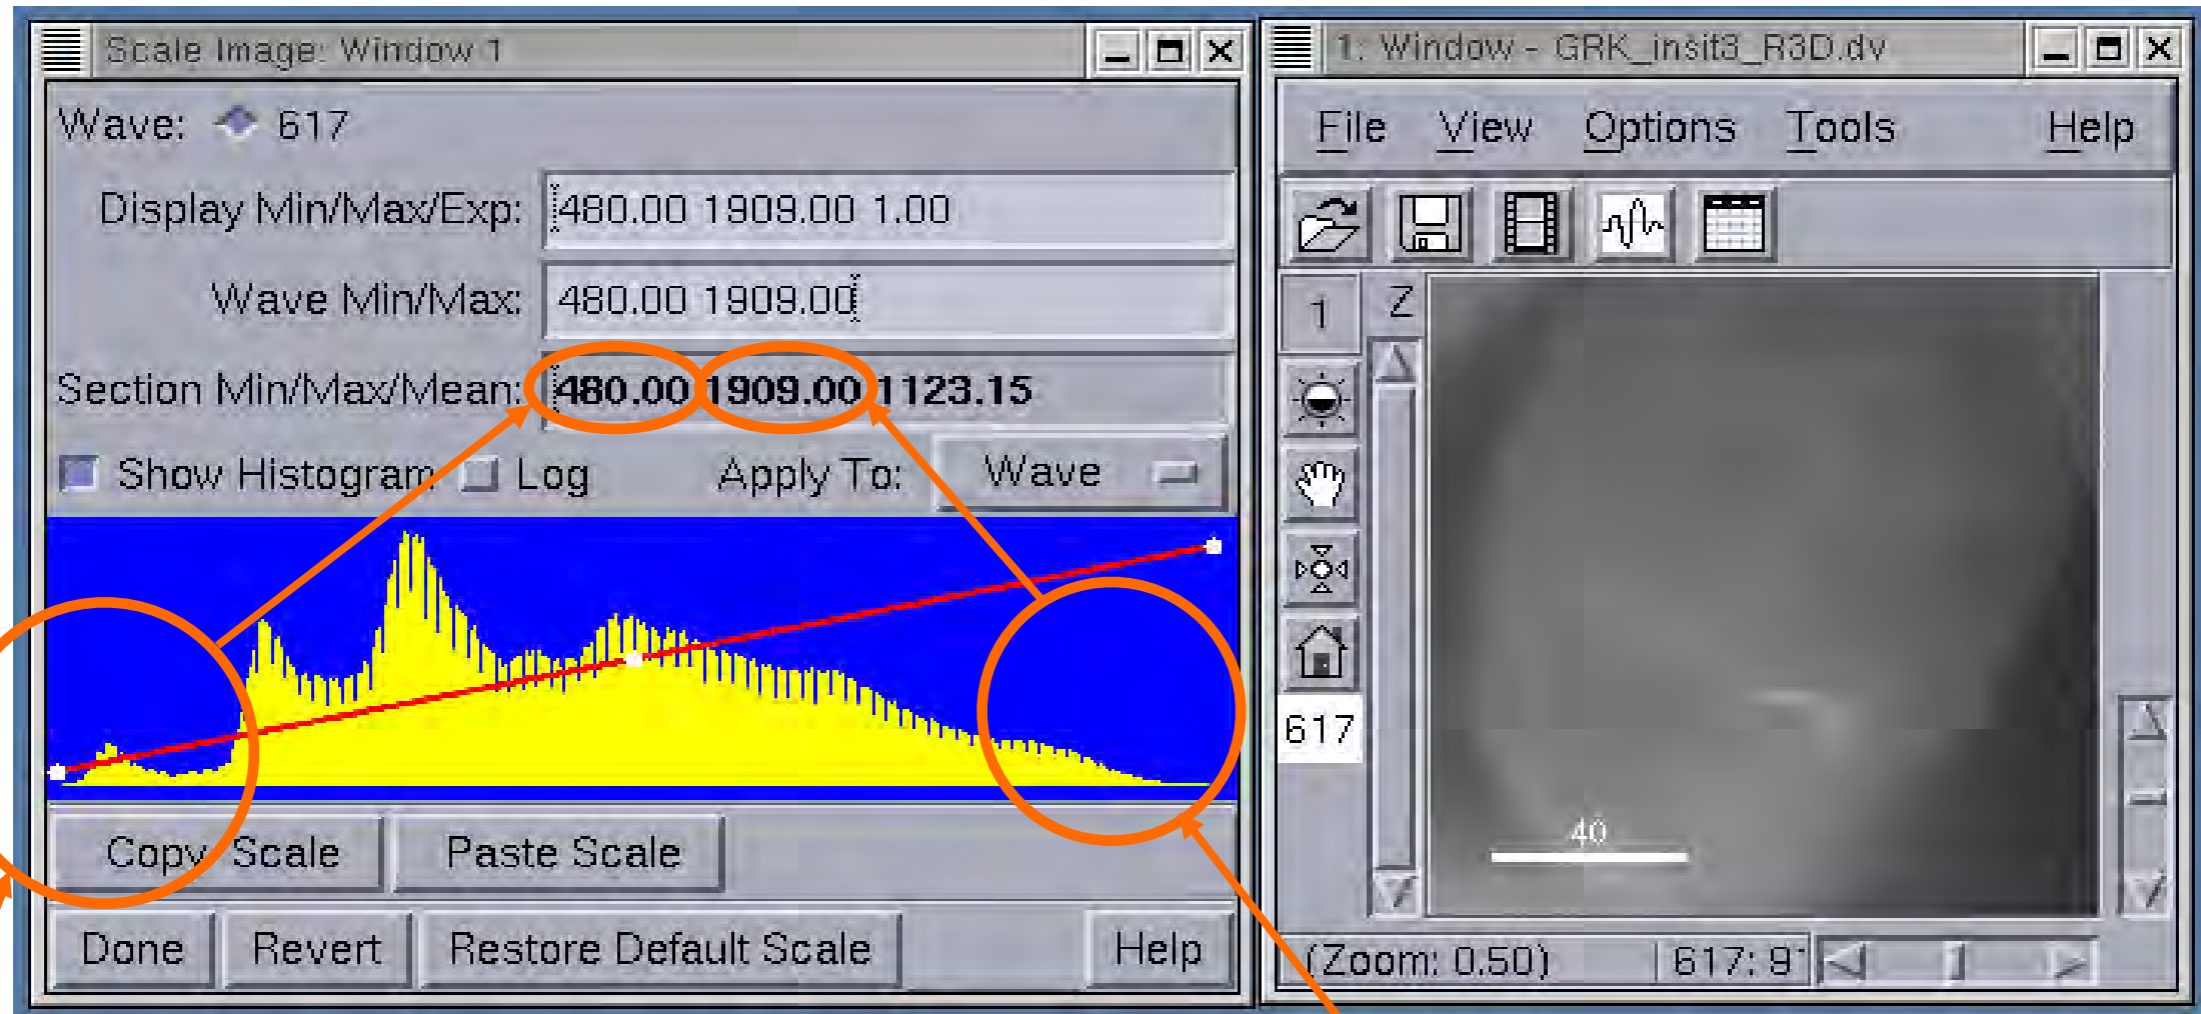 Scale Image: Window 1
Wave: 617
Display Min/Max/Exp: 480.00 1909.00 1.00
Wave Min/Max: 480.00 1909.00
Section Min/Max/Mean: 480.00 1909.00 1123.15
Show Histogram Log Apply To: Wave
Copy Scale Paste Scale
Done Revert Restore Default Scale Help
1: Window - GRK_insit3_R3D.dv
File View Options Tools Help
1 Z
617
40
(Zoom: 0.50) 617: 91